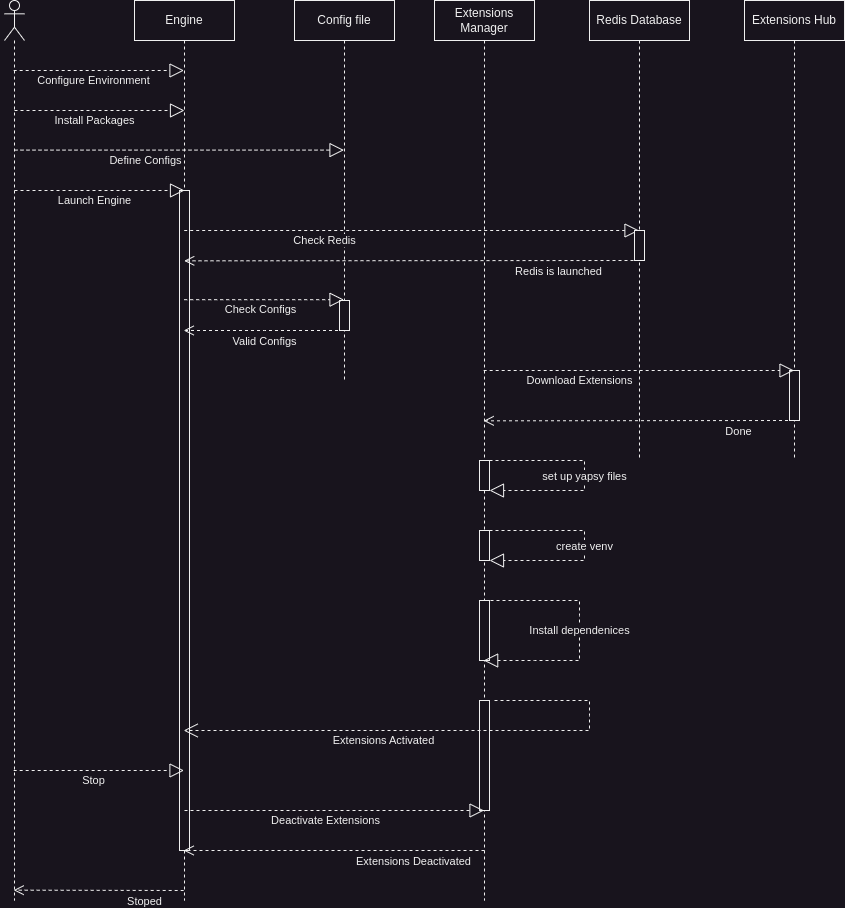 Engine
Config file
Extensions
Manager
Redis Database
Extensions Hub
Configure Environment
Install Packages
Define Configs
Launch Engine
Check Redis
Redis is launched
Check Configs
Valid Configs
Download Extensions
Done
set up yapsy files
create venv
Install dependenices
Extensions Activated
Stop
Deactivate Extensions
Extensions Deactivated
Stoped